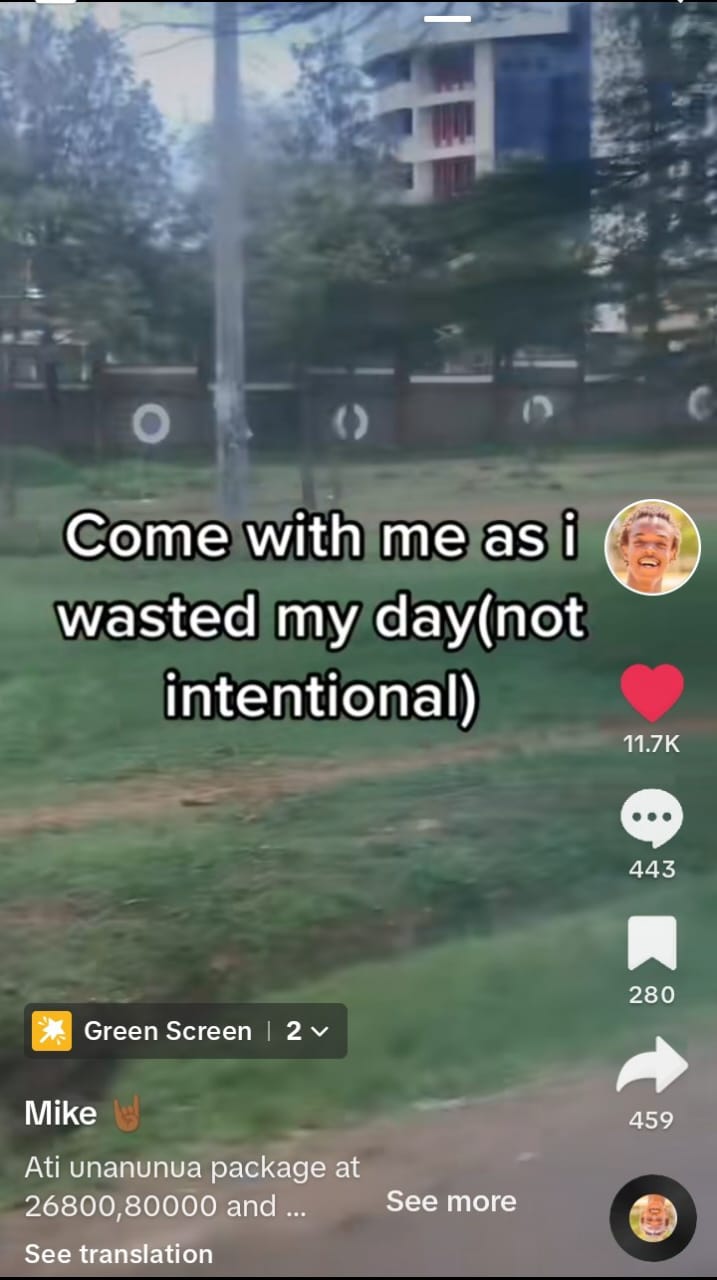 Come with me as i
wasted my day(not
intentional)
11.7K
443
280
Green Screen | 2
459
Mike 🤘🏾
Ati unanunua package at
26800,80000 and ...
See more
See translation